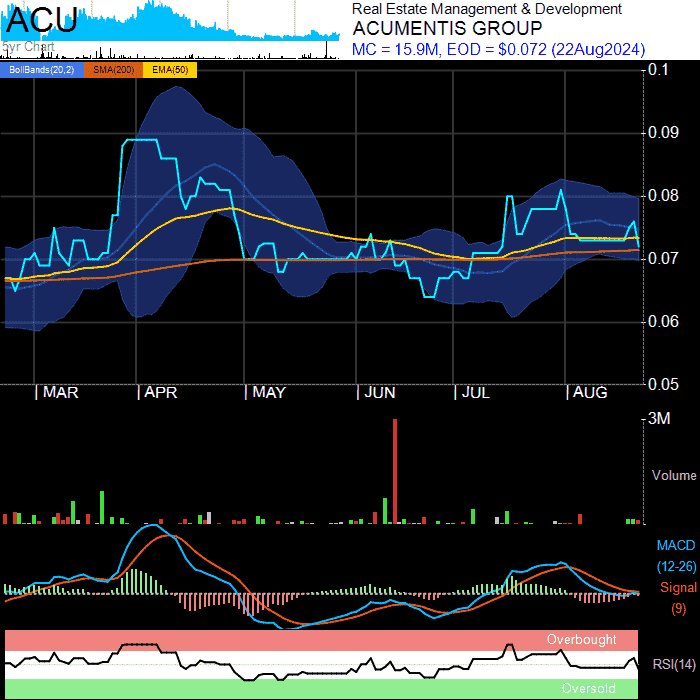 ACU
5yr Chart
Real Estate Management & Development
ACUMENTIS GROUP
MC = 15.9M, EOD = $0.072 (22Aug2024)
BollBands(20,2) SMA(200) EMA(50)
0.1
0.09
0.08
0.07
0.06
0.05
MAR APR MAY JUN JUL AUG
3M
Volume
MACD
(12-26)
Signal
(9)
Overbought
RSI(14)
Oversold